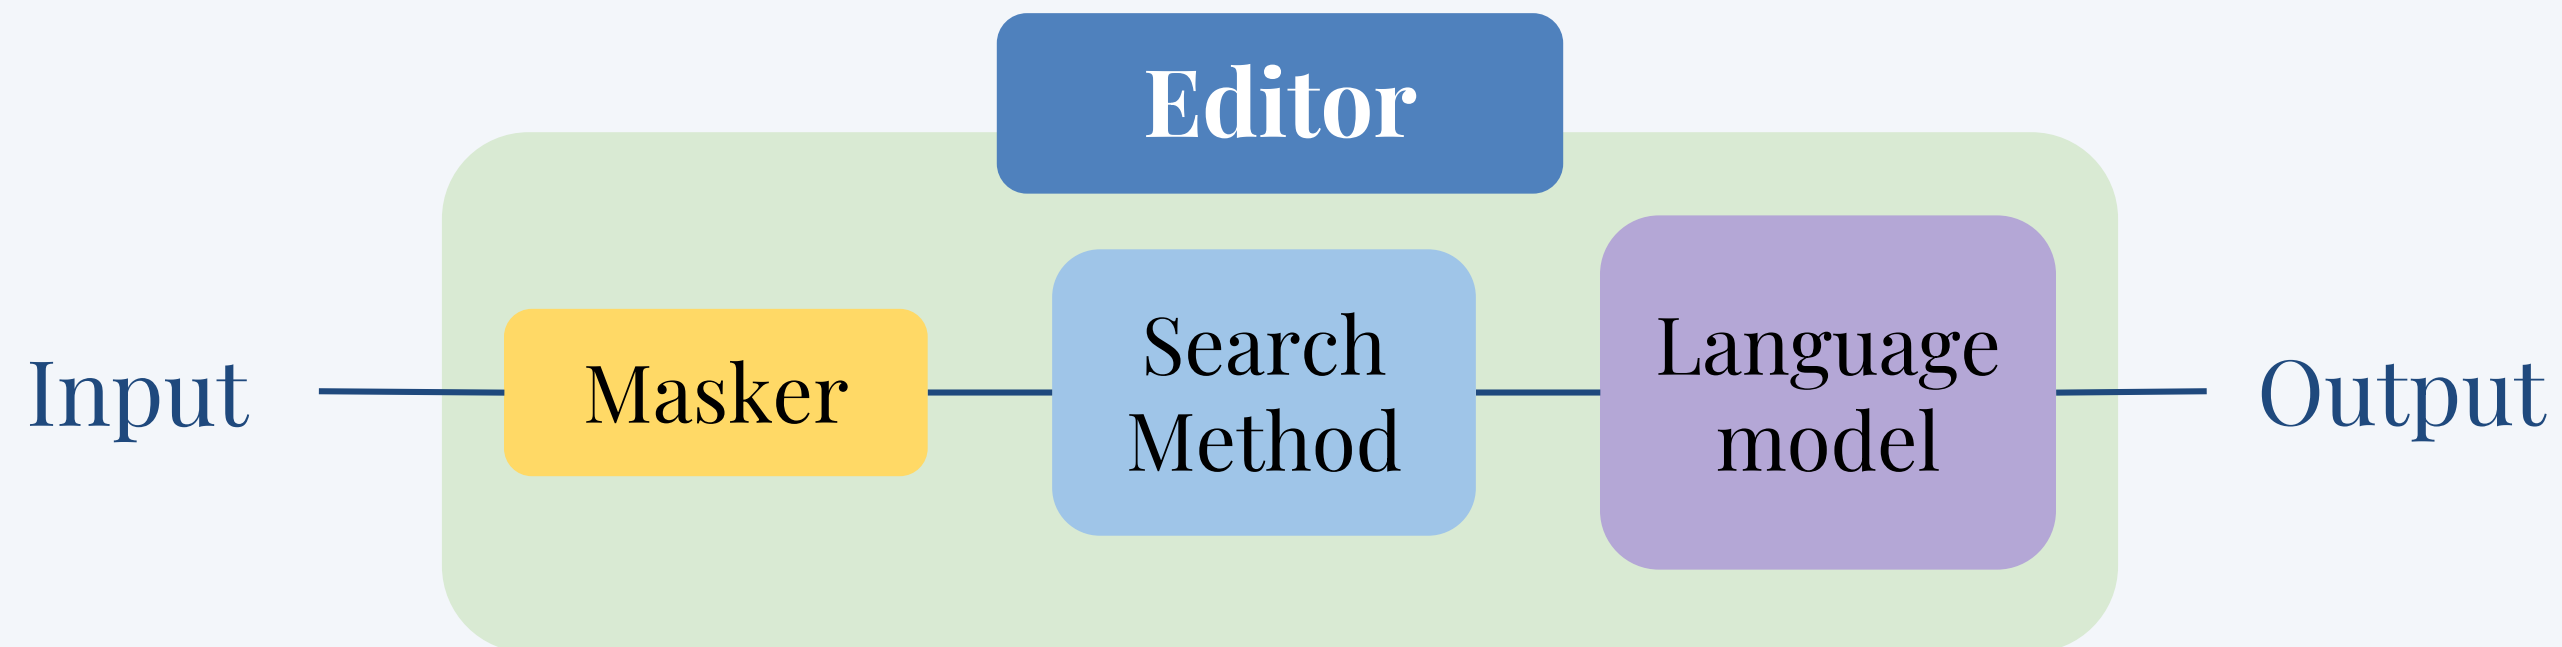 Editor
Input
Masker
Search
Method
Language
model
Output